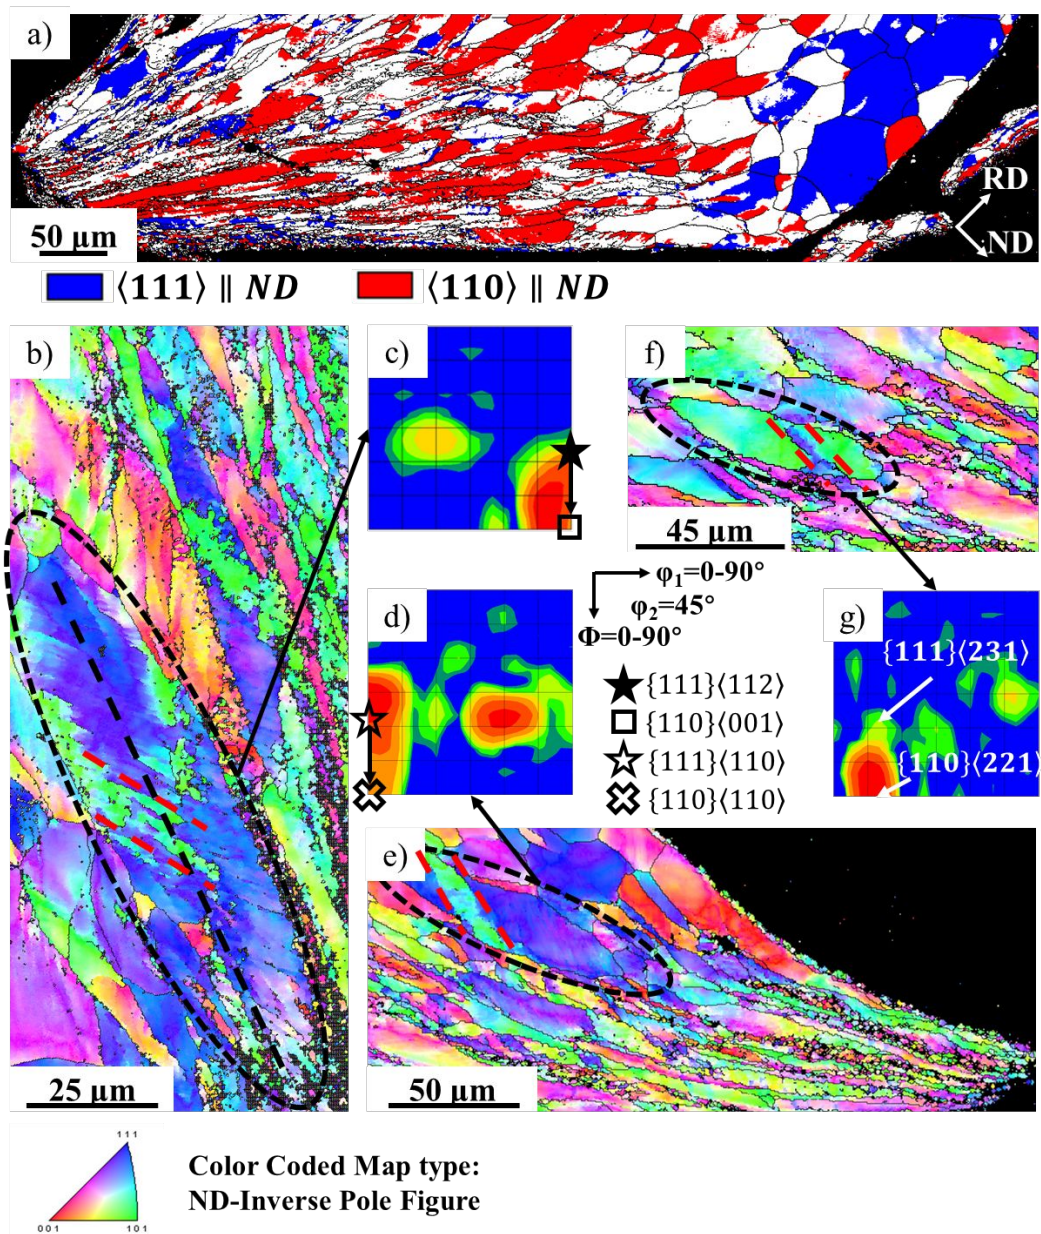 a)
RD
ND
50 μm
⟨111⟩ ∥ ND
⟨110⟩ ∥ ND
b)
c)
f)
45 μm
φ₁=0-90°
φ₂=45°
Φ=0-90°
d)
g)
{111}⟨231⟩
{110}⟨221⟩
{111}⟨112⟩
{110}⟨001⟩
{111}⟨110⟩
{110}⟨110⟩
e)
25 μm
50 μm
111
001
101
Color Coded Map type:
ND-Inverse Pole Figure